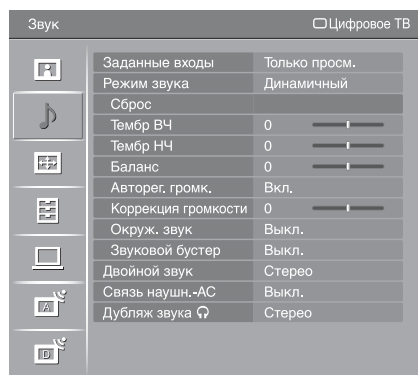 Звук Цифровое ТВ
Заданные входы Только просм.
Режим звука Динамичный
Сброс
Тембр ВЧ 0
Тембр НЧ 0
Баланс 0
Авторег. громк. Вкл.
Коррекция громкости 0
Окруж. звук Выкл.
Звуковой бустер Выкл.
Двойной звук Стерео
Связь наушн.-АС Выкл.
Дубляж звука Стерео
A
D